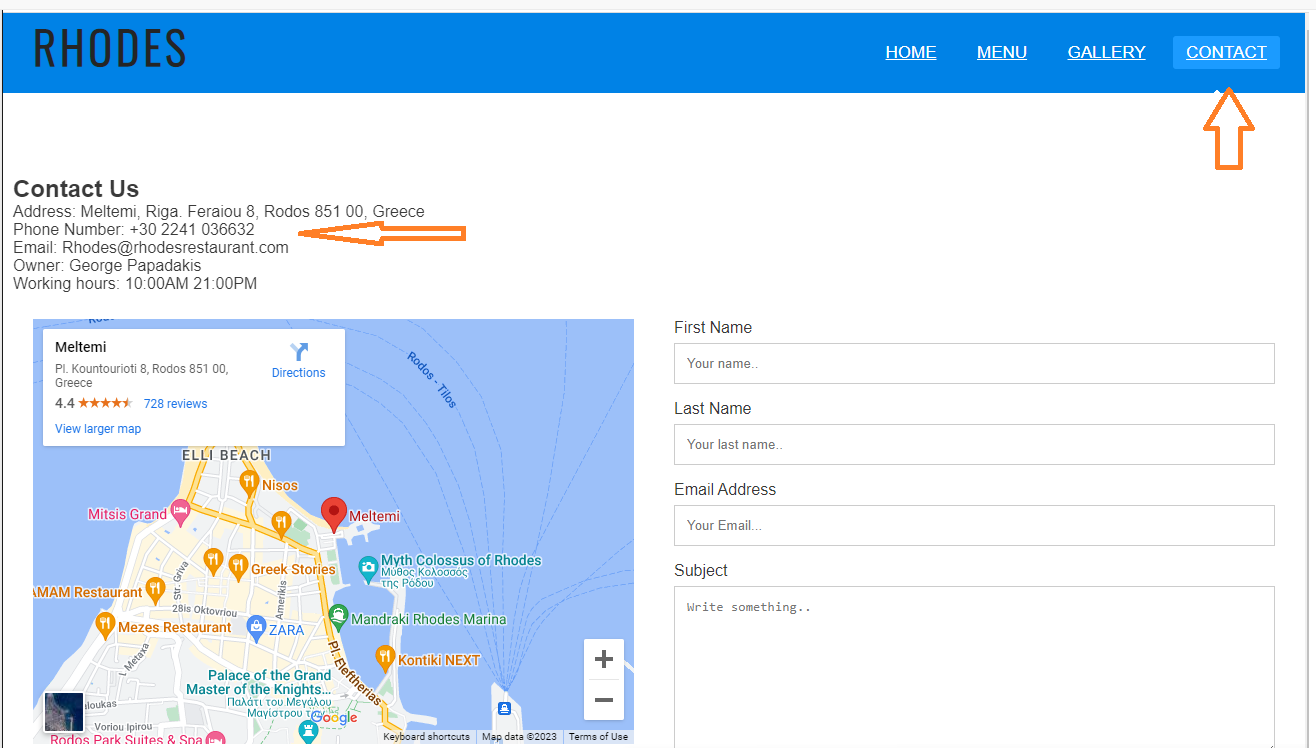 RHODES
HOME MENU GALLERY CONTACT
Contact Us
Address: Meltemi, Riga. Feraiou 8, Rodos 851 00, Greece
Phone Number: +30 2241 036632
Email: Rhodes@rhodesrestaurant.com
Owner: George Papadakis
Working hours: 10:00AM 21:00PM
Meltemi
Pl. Kountourioti 8, Rodos 851 00,
Greece
Directions
4.4 728 reviews
View larger map
Rodos - Tilos
ELLI BEACH
Nisos
Mitsis Grand
Meltemi
Myth Colossus of Rhodes
Μύθος Κολοσσός
της Ρόδου
Greek Stories
Str. Griva
AMAM Restaurant
28is Oktovriou
Amerikis
Mandraki Rhodes Marina
Mezes Restaurant
ZARA
L. Metaxa
Pl. Eleftherias
Kontiki NEXT
Palace of the Grand
Master of the Knights...
Παλάτι του Μεγάλου
Μαγίστρου
Google
Voriou Ipirou
Rodos Park Suites & Spa
Keyboard shortcuts Map data ©2023 Terms of Use
First Name
Your name..
Last Name
Your last name..
Email Address
Your Email...
Subject
Write something..